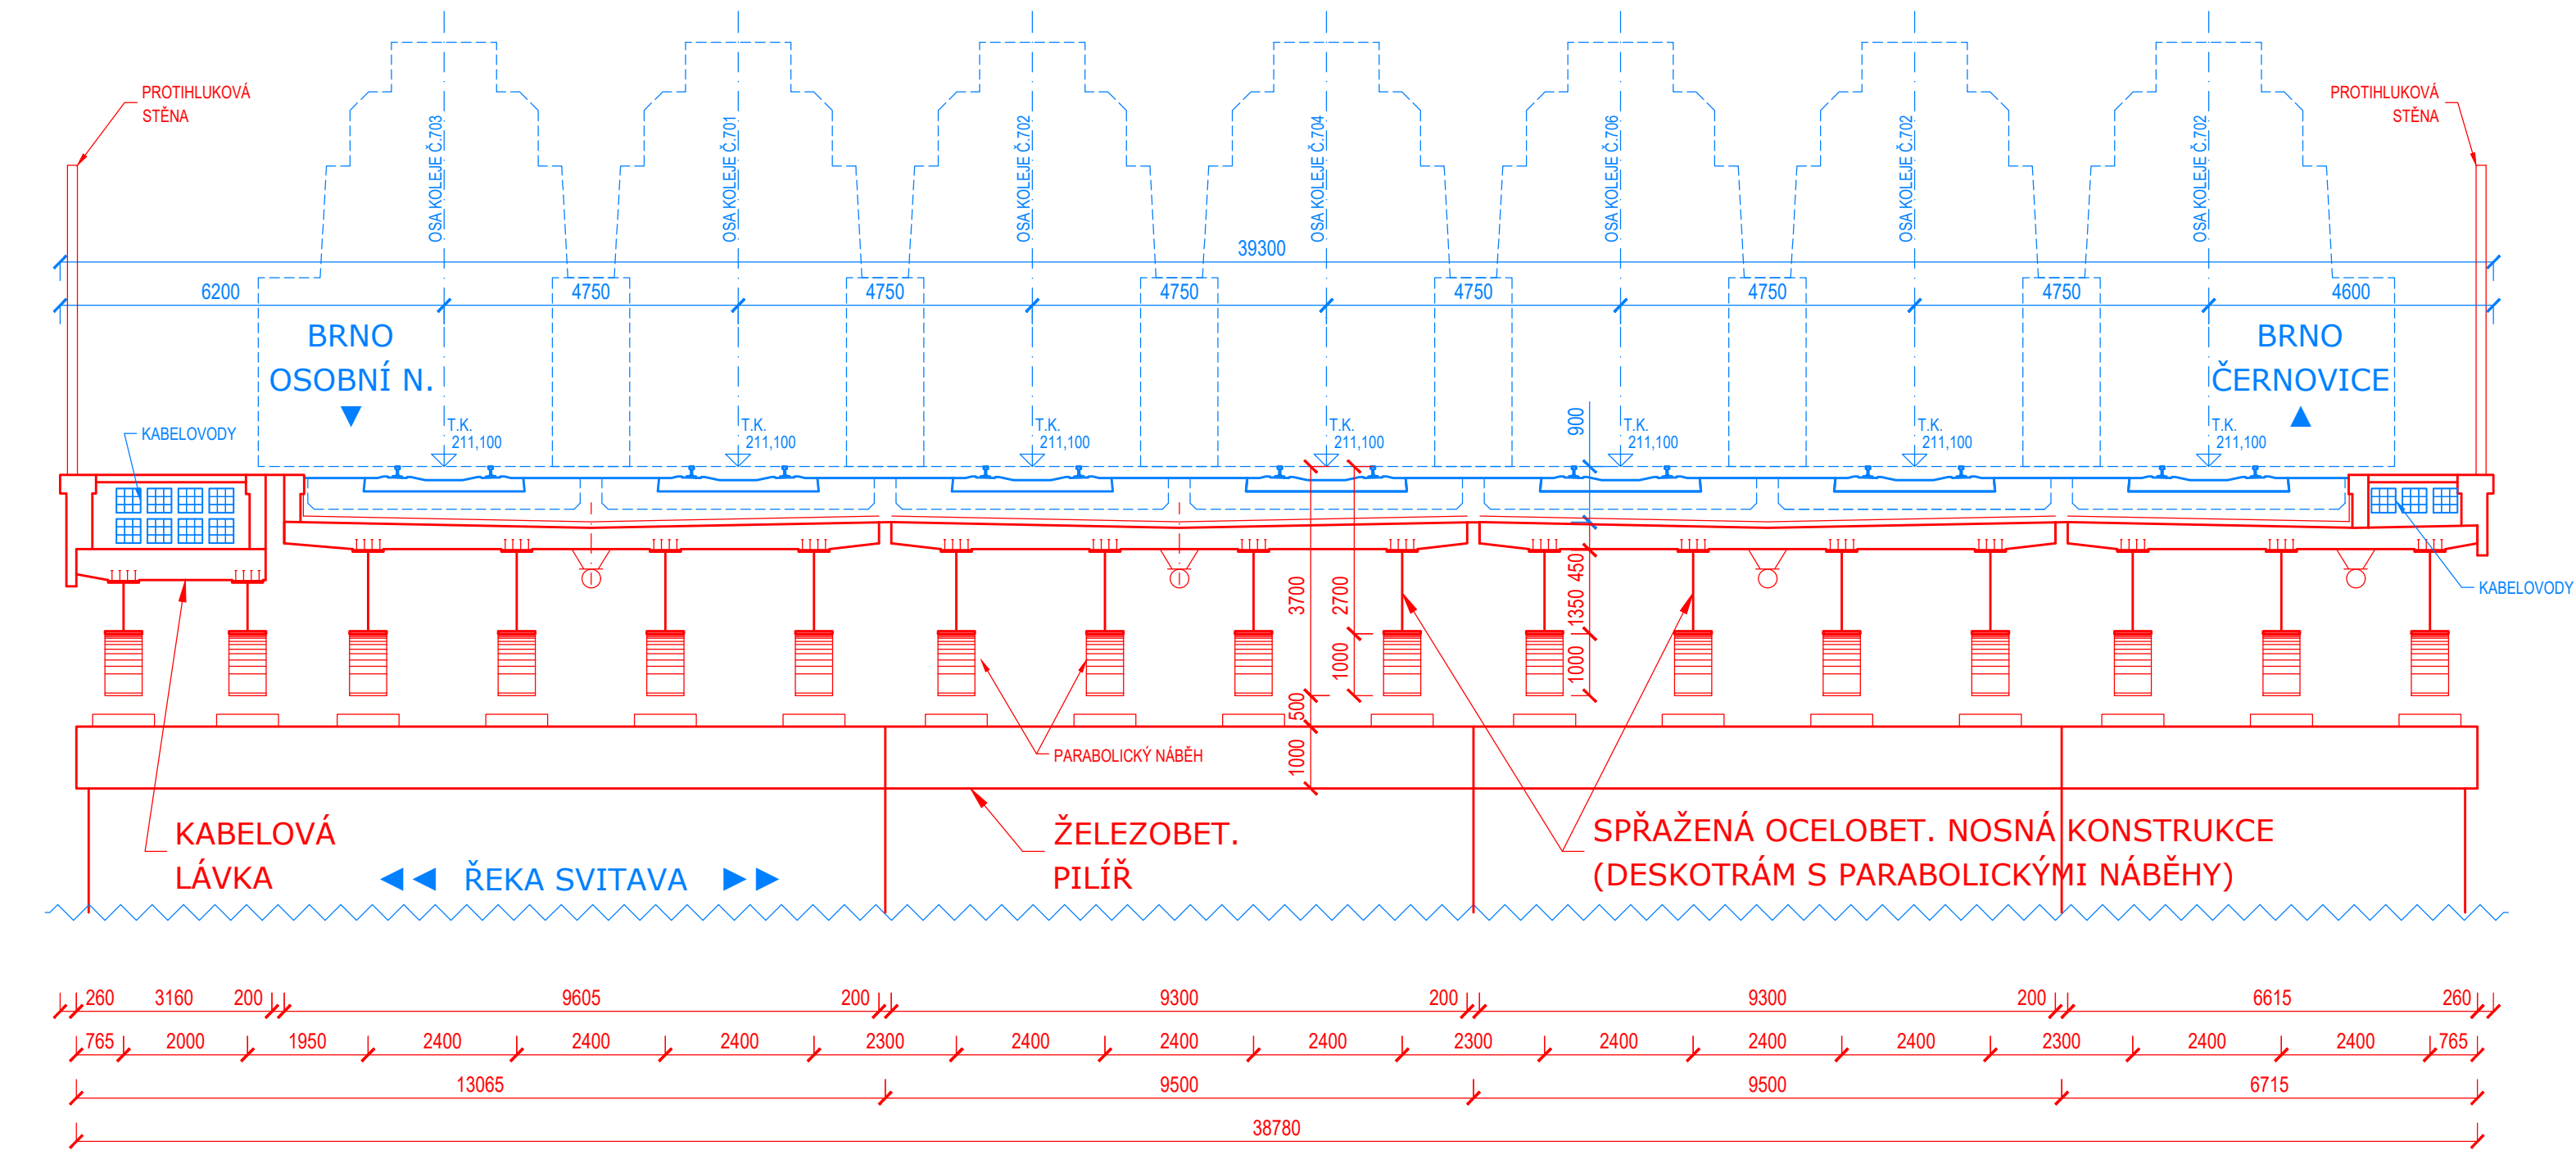 PROTIHLUKOVÁ
STĚNA
OSA KOLEJE Č.703
OSA KOLEJE Č.701
OSA KOLEJE Č.702
OSA KOLEJE Č.704
OSA KOLEJE Č.706
OSA KOLEJE Č.702
OSA KOLEJE Č.702
PROTIHLUKOVÁ
STĚNA
39300
6200 4750 4750 4750 4750 4750 4750 4600
BRNO
OSOBNÍ N.
BRNO
ČERNOVICE
KABELOVODY
T.K.
211,100
T.K.
211,100
T.K.
211,100
T.K.
211,100
T.K.
211,100
T.K.
211,100
T.K.
211,100
900
KABELOVODY
3700
2700
450
1350
1000
1000
500
1000
PARABOLICKÝ NÁBĚH
KABELOVÁ
LÁVKA
ŘEKA SVITAVA
ŽELEZOBET.
PILÍŘ
SPŘAŽENÁ OCELOBET. NOSNÁ KONSTRUKCE
(DESKOTRÁM S PARABOLICKÝMI NÁBĚHY)
260 3160 200 9605 200 9300 200 9300 200 6615 260
765 2000 1950 2400 2400 2400 2300 2400 2400 2400 2300 2400 2400 2400 2300 2400 2400 765
13065 9500 9500 6715
38780